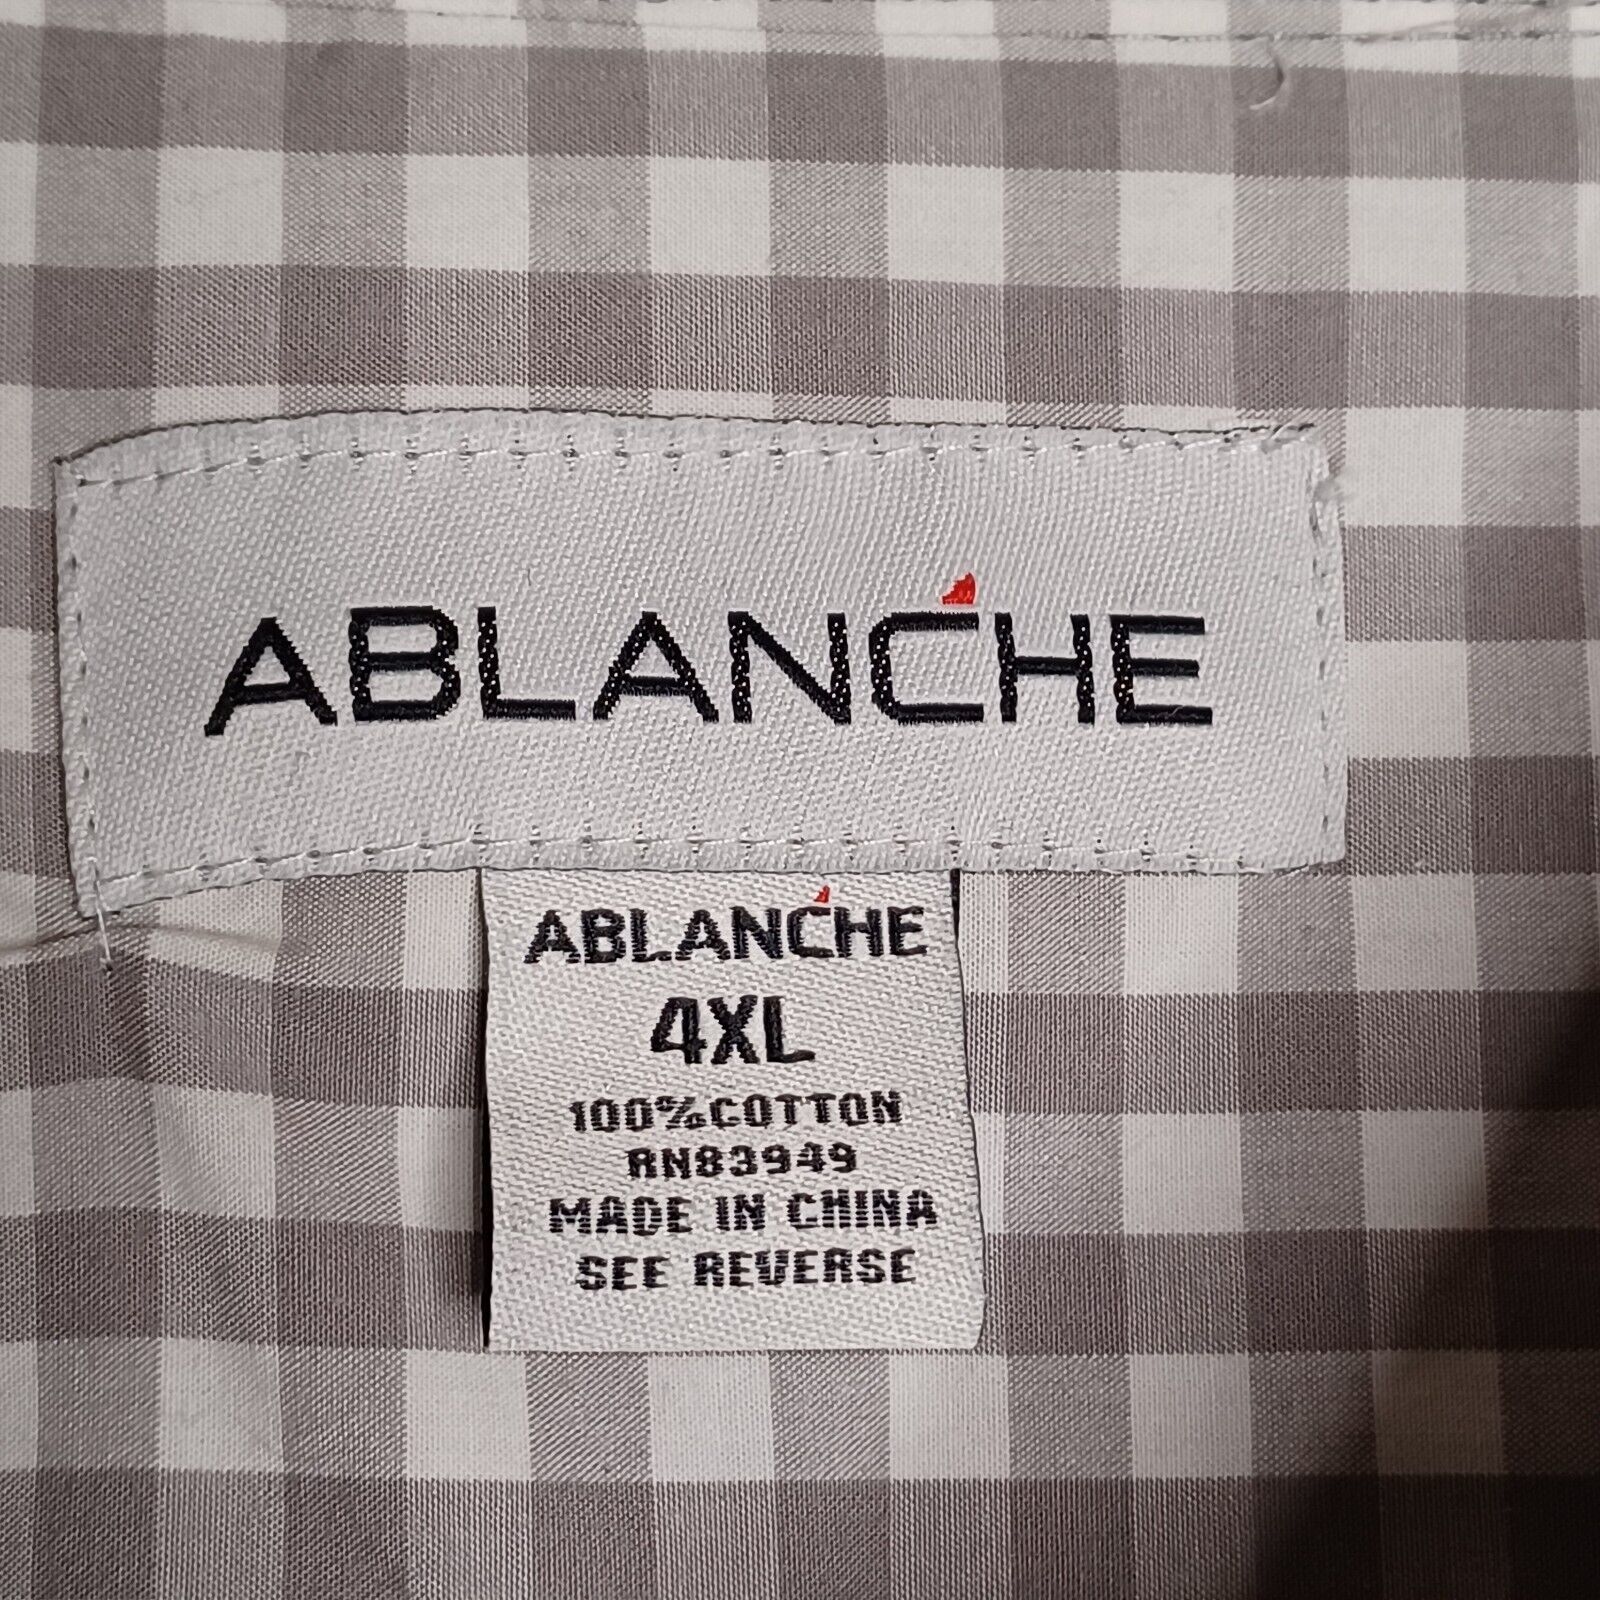 ABLANCHE
ABLANCHE
4XL
100%COTTON
RN83949
MADE IN CHINA
SEE REVERSE